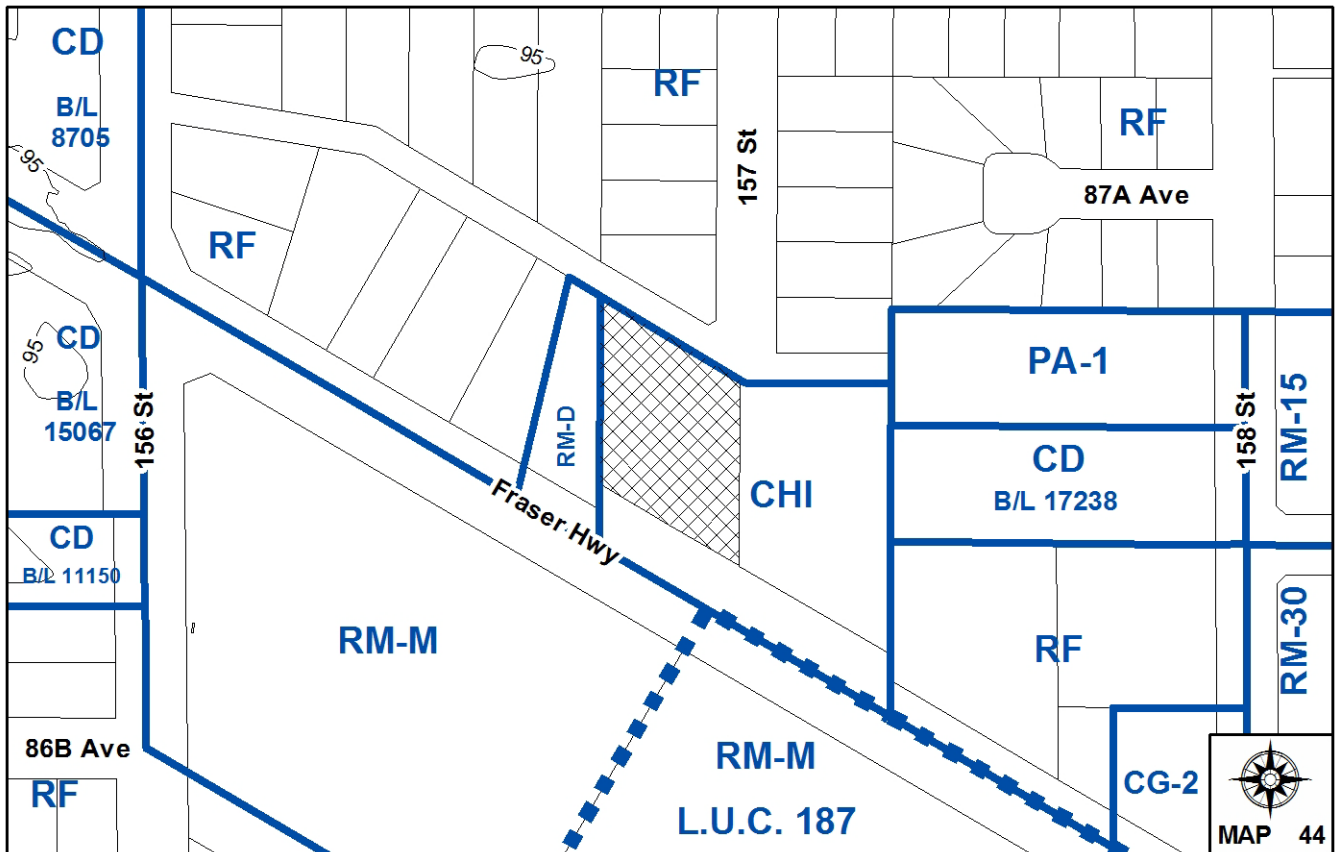 CD
B/L
8705
95
95
RF
157 St
RF
87A Ave
RF
CD
95
B/L
15067
156 St
RM-D
PA-1
158 St
RM-15
CD
B/L 17238
CHI
Fraser Hwy
CD
B/L 11150
RM-M
RF
RM-30
86B Ave
RF
RM-M
L.U.C. 187
CG-2
MAP 44